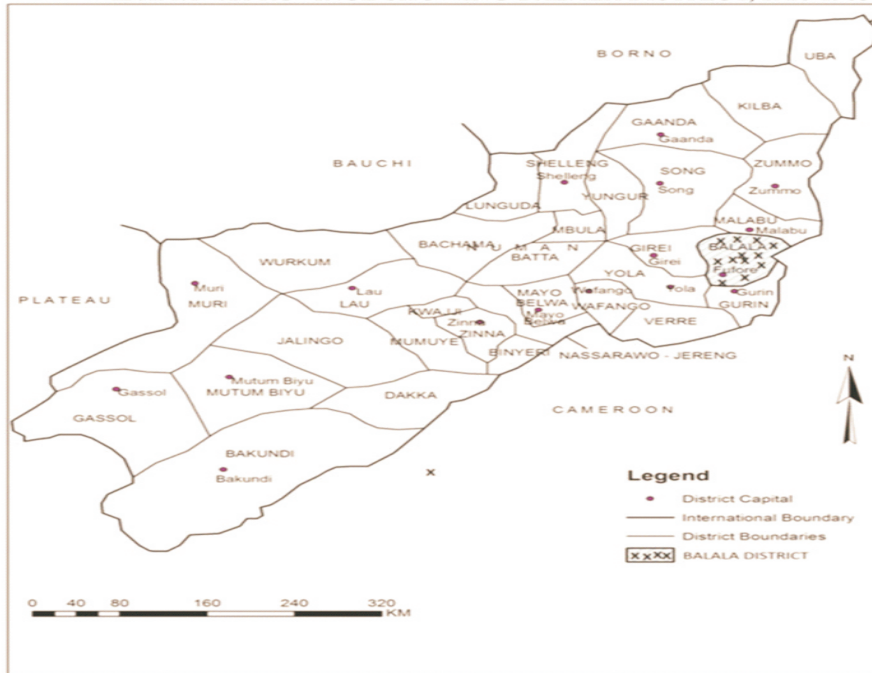 BORNO
UBA
KILBA
GAANDA
Gaanda
BAUCHI
SHELLENG
Shelleng
SONG
Song
ZUMMO
Zummo
YUNGUR
LUNGUDA
MALABU
Malabu
MBULA
BACHAMA
NUMAN
BATTA
GIREI
Girei
BALALA
Fufore
WURKUM
YOLA
Yola
PLATEAU
Muri
MURI
Lau
LAU
MAYO
BELWA
Mayo
Belwa
Wafango
WAFANGO
Gurin
GURIN
KWAJJI
Zinna
ZINNA
VERRE
JALINGO
MUMUYE
BINYERI
NASSARAWO - JERENG
Mutum Biyu
MUTUM BIYU
DAKKA
Gassol
GASSOL
CAMEROON
N
BAKUNDI
Bakundi
Legend
District Capital
International Boundary
District Boundaries
BALALA DISTRICT
0 40 80 160 240 320
KM